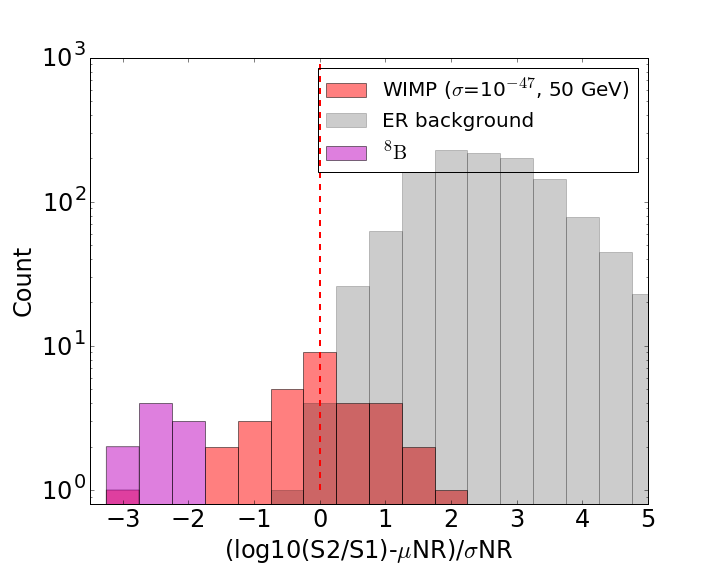 10³
10²
10¹
10⁰
Count
WIMP (σ=10⁻⁴⁷, 50 GeV)
ER background
⁸B
−3 −2 −1 0 1 2 3 4 5
(log10(S2/S1)-μNR)/σNR